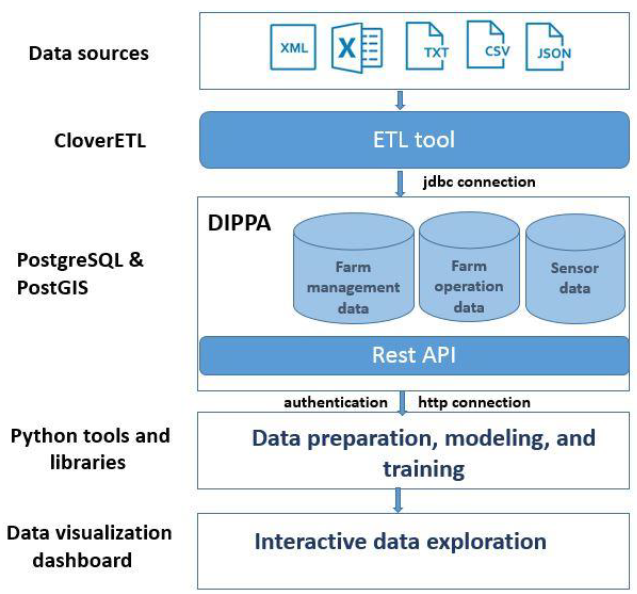 Data sources
XML
X
TXT
CSV
JSON
CloverETL
ETL tool
jdbc connection
PostgreSQL &
PostGIS
DIPPA
Farm
management
data
Farm
operation
data
Sensor
data
Rest API
authentication
http connection
Python tools and
libraries
Data preparation, modeling, and
training
Data visualization
dashboard
Interactive data exploration